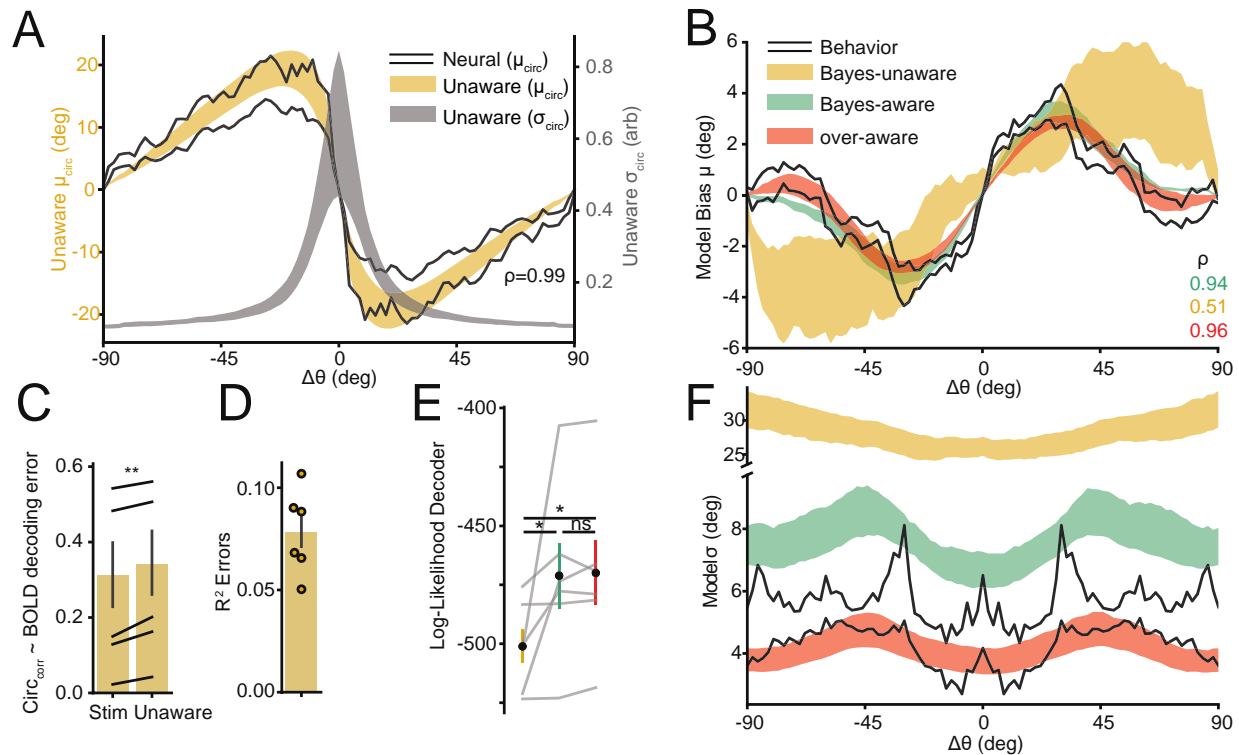 A
20
10
0
-10
-20
Unaware μcirc (deg)
Neural (μcirc)
Unaware (μcirc)
Unaware (σcirc)
0.8
0.6
0.4
0.2
Unaware σcirc (arb)
ρ=0.99
-90
-45
0
45
90
Δθ (deg)
B
6
4
2
0
-2
-4
-6
Model Bias μ (deg)
Behavior
Bayes-unaware
Bayes-aware
over-aware
ρ
0.94
0.51
0.96
-90
-45
0
45
90
Δθ (deg)
C
0.6
0.4
0.2
0.0
Circcorr ~ BOLD decoding error
**
Stim Unaware
D
0.10
0.05
0.00
R² Errors
E
-400
-450
-500
Log-Likelihood Decoder
*
*
ns
F
30
25
8
6
4
Modelσ (deg)
-90
-45
0
45
90
Δθ (deg)